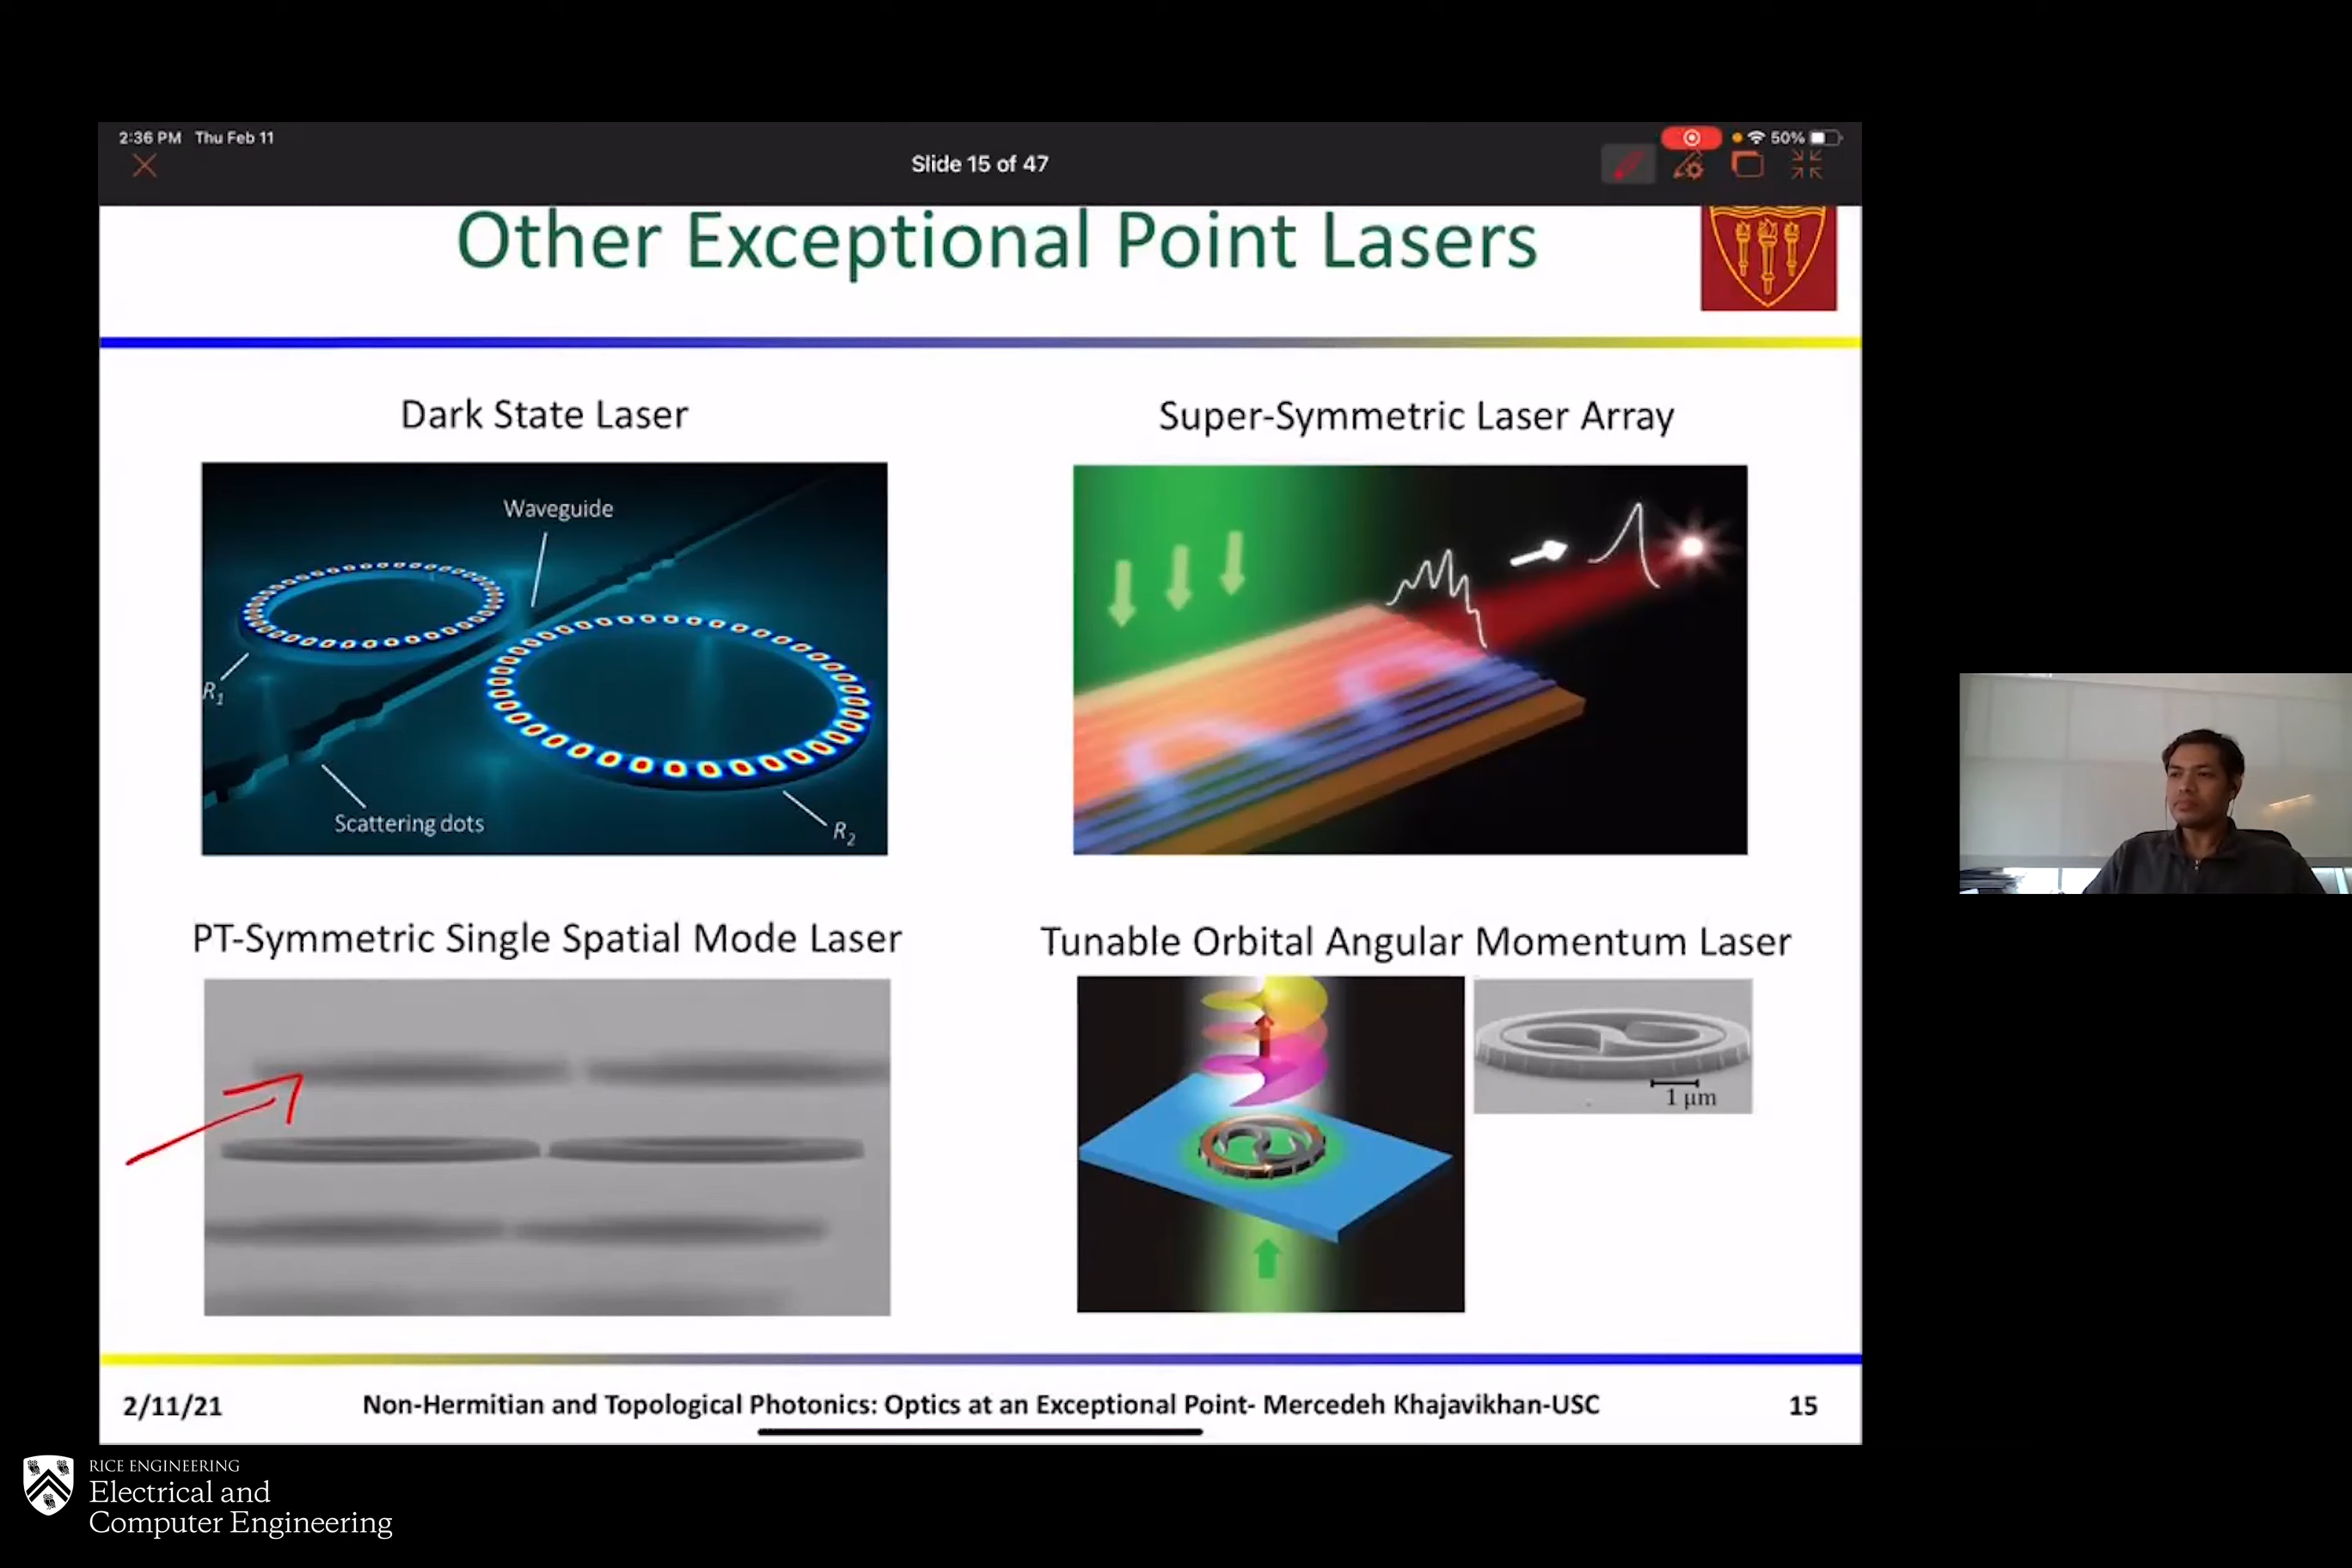 2:36 PM Thu Feb 11
50%
Slide 15 of 47
Other Exceptional Point Lasers
Dark State Laser
Super-Symmetric Laser Array
Waveguide
R1
Scattering dots
R2
PT-Symmetric Single Spatial Mode Laser
Tunable Orbital Angular Momentum Laser
1 μm
2/11/21
Non-Hermitian and Topological Photonics: Optics at an Exceptional Point- Mercedeh Khajavikhan-USC
15
RICE ENGINEERING
Electrical and
Computer Engineering